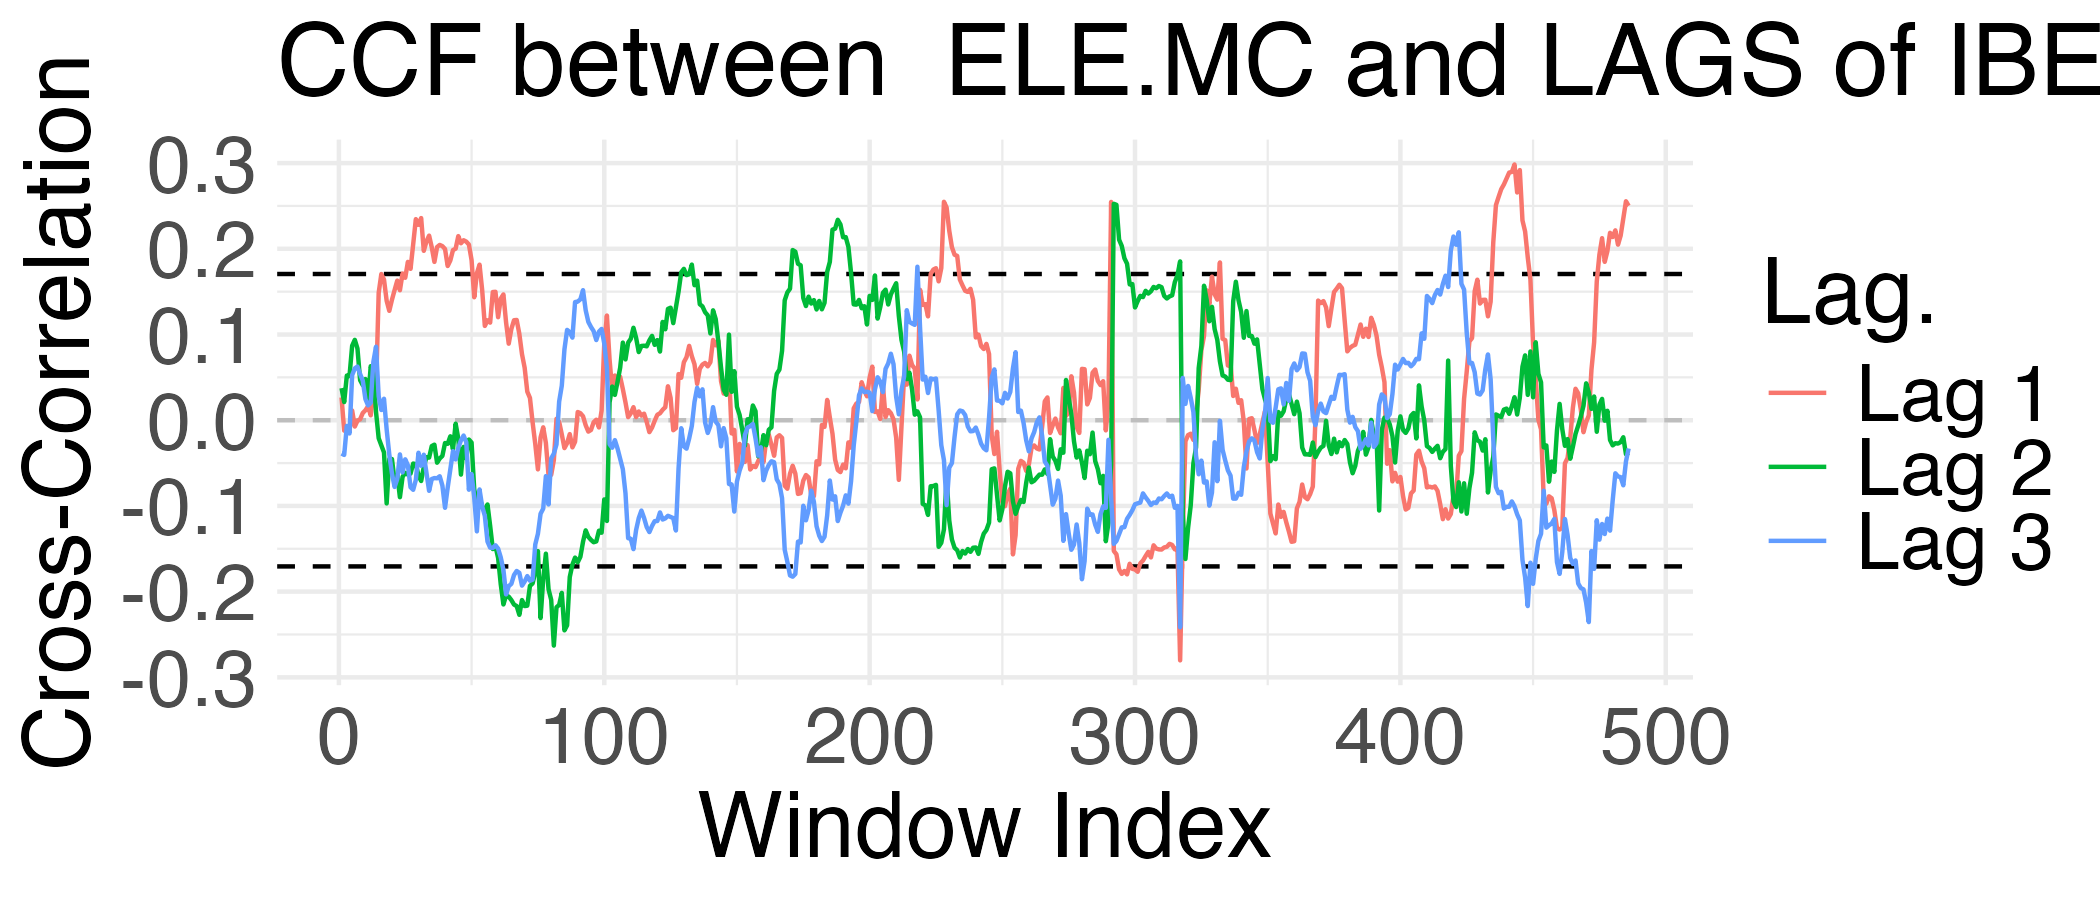 CCF between  ELE.MC and LAGS of IBE
Cross-Correlation
0.3
0.2
0.1
0.0
-0.1
-0.2
-0.3
0 100 200 300 400 500
Window Index
Lag.
Lag 1
Lag 2
Lag 3